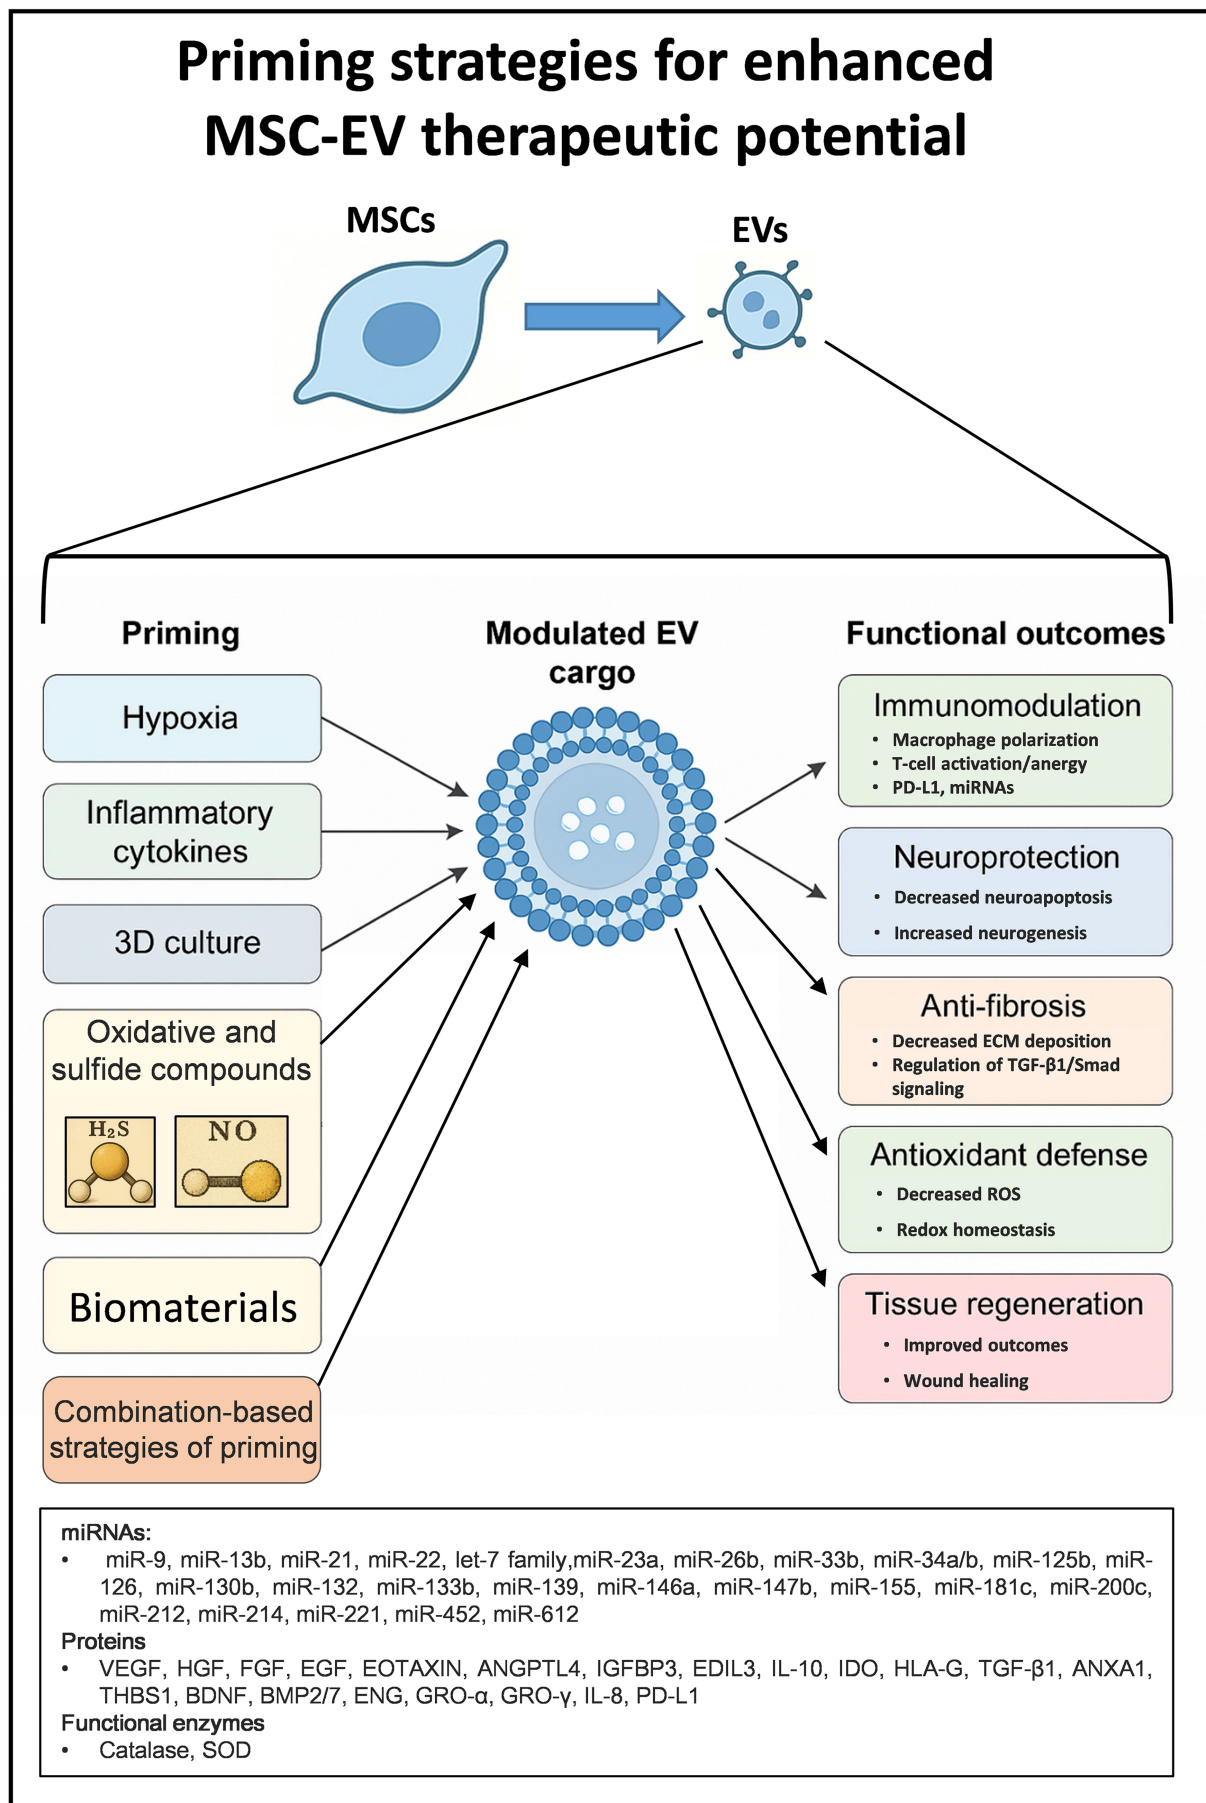 Priming strategies for enhanced
MSC-EV therapeutic potential
MSCs
EVs
Priming
Hypoxia
Inflammatory
cytokines
3D culture
Oxidative and
sulfide compounds
H₂S
NO
Biomaterials
Combination-based
strategies of priming
Modulated EV
cargo
Functional outcomes
Immunomodulation
• Macrophage polarization
• T-cell activation/anergy
• PD-L1, miRNAs
Neuroprotection
• Decreased neuroapoptosis
• Increased neurogenesis
Anti-fibrosis
• Decreased ECM deposition
• Regulation of TGF-β1/Smad
signaling
Antioxidant defense
• Decreased ROS
• Redox homeostasis
Tissue regeneration
• Improved outcomes
• Wound healing
miRNAs:
• miR-9, miR-13b, miR-21, miR-22, let-7 family,miR-23a, miR-26b, miR-33b, miR-34a/b, miR-125b, miR-
126, miR-130b, miR-132, miR-133b, miR-139, miR-146a, miR-147b, miR-155, miR-181c, miR-200c,
miR-212, miR-214, miR-221, miR-452, miR-612
Proteins
• VEGF, HGF, FGF, EGF, EOTAXIN, ANGPTL4, IGFBP3, EDIL3, IL-10, IDO, HLA-G, TGF-β1, ANXA1,
THBS1, BDNF, BMP2/7, ENG, GRO-α, GRO-γ, IL-8, PD-L1
Functional enzymes
• Catalase, SOD